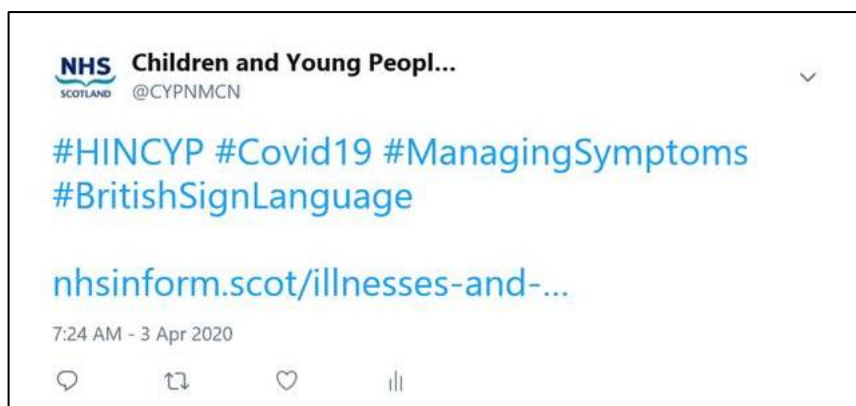 NHS
SCOTLAND
Children and Young Peopl...
@CYPNMCN
#HINCYP #Covid19 #ManagingSymptoms
#BritishSignLanguage
nhsinform.scot/illnesses-and-...
7:24 AM - 3 Apr 2020